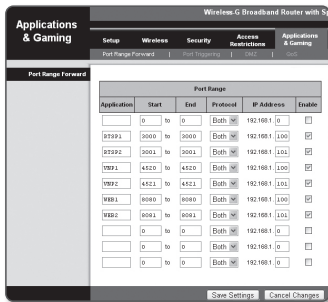 Wireless-G Broadband Router with Sp
Applications & Gaming
Setup Wireless Security Access Restrictions Applications & Gaming
Port Range Forward | Port Triggering | DMZ | QoS
Port Range Forward
Port Range
Application Start End Protocol IP Address Enable
0 to 0 Both 192.168.1. 0
RTSP1 3000 to 3000 Both 192.168.1. 100
RTSP2 3001 to 3001 Both 192.168.1. 101
VNP1 4520 to 4520 Both 192.168.1. 100
VNP2 4521 to 4521 Both 192.168.1. 101
WEB1 8080 to 8080 Both 192.168.1. 100
WEB2 8081 to 8081 Both 192.168.1. 101
0 to 0 Both 192.168.1. 0
0 to 0 Both 192.168.1. 0
0 to 0 Both 192.168.1. 0
Save Settings Cancel Changes